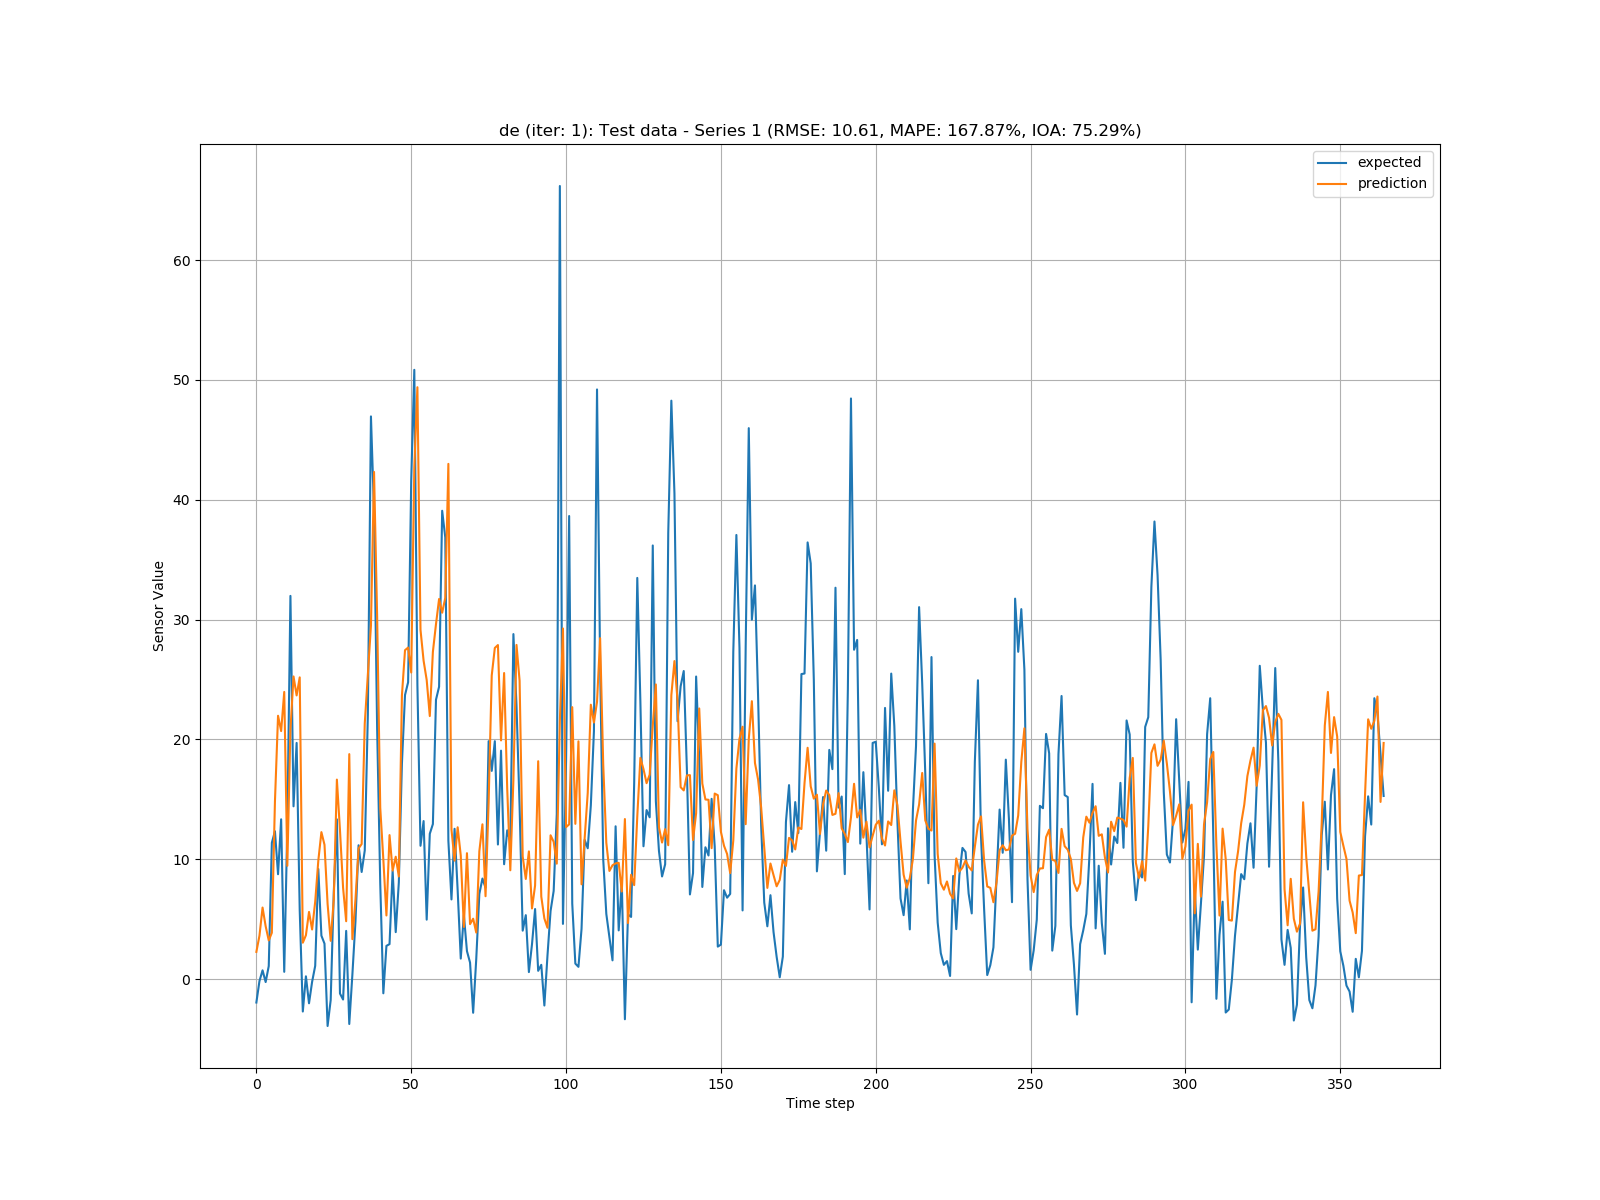 de (iter: 1): Test data - Series 1 (RMSE: 10.61, MAPE: 167.87%, IOA: 75.29%)
expected
prediction
60
50
40
30
20
10
0
Sensor Value
0 50 100 150 200 250 300 350
Time step